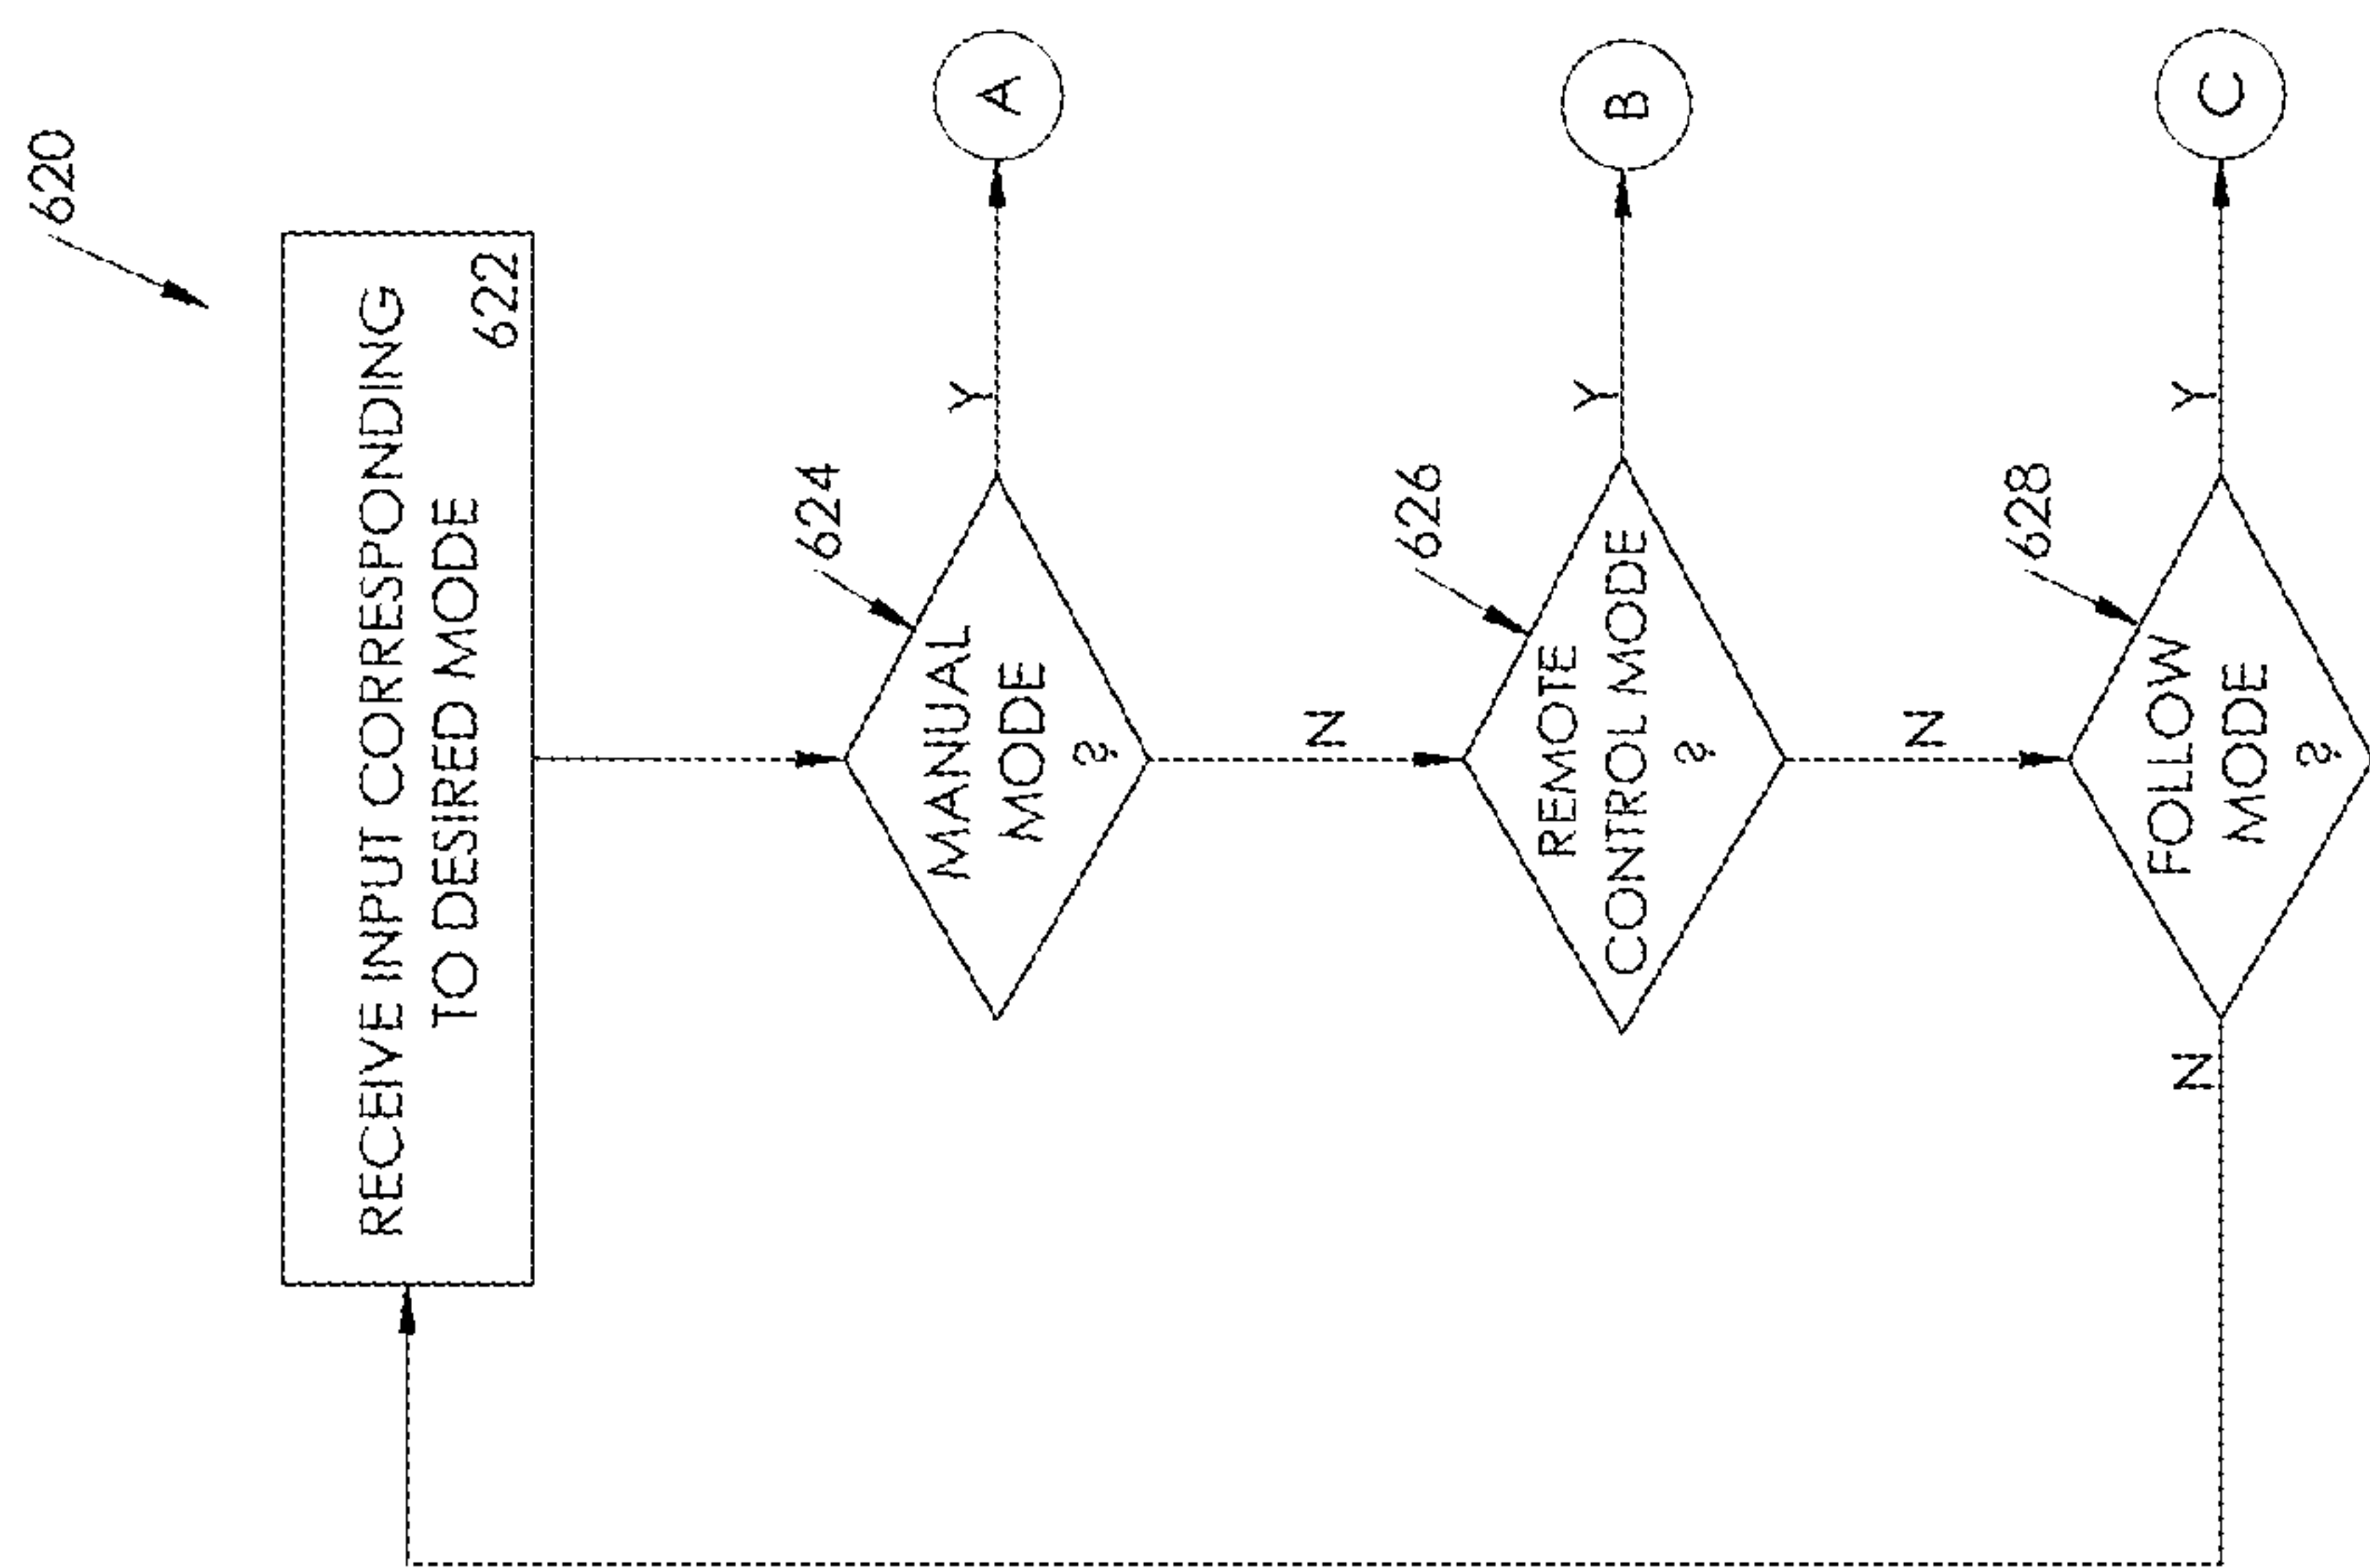 620
RECEIVE INPUT CORRESPONDING
TO DESIRED MODE
622
624
MANUAL
MODE
?
Y
A
N
626
REMOTE
CONTROL MODE
?
Y
B
N
628
FOLLOW
MODE
?
Y
C
N